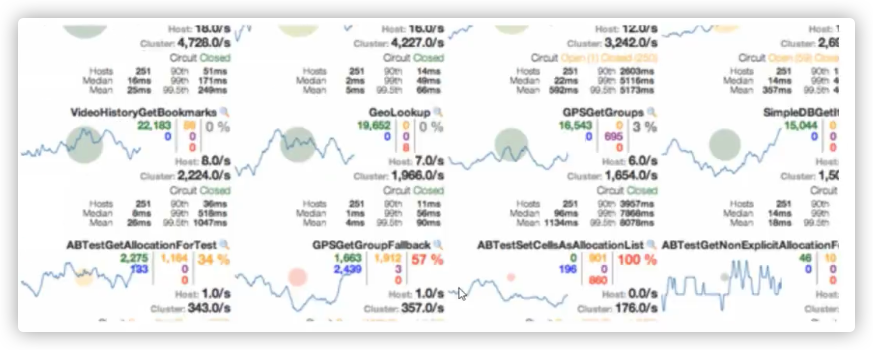 Host: 18.0/s
Cluster: 4,728.0/s
Circuit Closed
Hosts 251 90th 51ms
Median 16ms 99th 171ms
Mean 25ms 99.5th 249ms
Host: 16.0/s
Cluster: 4,227.0/s
Circuit Closed
Hosts 251 90th 14ms
Median 2ms 99th 49ms
Mean 5ms 99.5th 66ms
Host: 12.0/s
Cluster: 3,242.0/s
Circuit Open (1) Closed (250)
Hosts 251 90th 2603ms
Median 22ms 99th 5116ms
Mean 592ms 99.5th 5173ms
Host:
Cluster: 2,69
Circuit Open (59) Closed
Hosts 251 90th
Median 14ms 99th
Mean 357ms 99.5th
VideoHistoryGetBookmarks
22,183 88 0 %
0 0
0
Host: 8.0/s
Cluster: 2,224.0/s
Circuit Closed
Hosts 251 90th 36ms
Median 8ms 99th 518ms
Mean 26ms 99.5th 1047ms
GeoLookup
19,652 0 0 %
0 0
8
Host: 7.0/s
Cluster: 1,966.0/s
Circuit Closed
Hosts 251 90th 11ms
Median 1ms 99th 56ms
Mean 4ms 99.5th 90ms
GPSGetGroups
16,543 0 3 %
0 695
0
Host: 6.0/s
Cluster: 1,654.0/s
Circuit Closed
Hosts 251 90th 3957ms
Median 96ms 99th 7868ms
Mean 1134ms 99.5th 8078ms
SimpleDBGetIt
15,044 0
0 0
0
Host:
Cluster: 1,50
Circuit
Hosts 251 90th
Median 14ms 99th
Mean 18ms 99.5th
ABTestGetAllocationForTest
2,275 1,164 34 %
133 0
0
Host: 1.0/s
Cluster: 343.0/s
GPSGetGroupFallback
1,663 1,912 57 %
2,439 3
0
Host: 1.0/s
Cluster: 357.0/s
ABTestSetCellsAsAllocationList
0 901 100 %
196 0
860
Host: 0.0/s
Cluster: 176.0/s
ABTestGetNonExplicitAllocationF
46 10
0 0
0
Host:
Cluster: